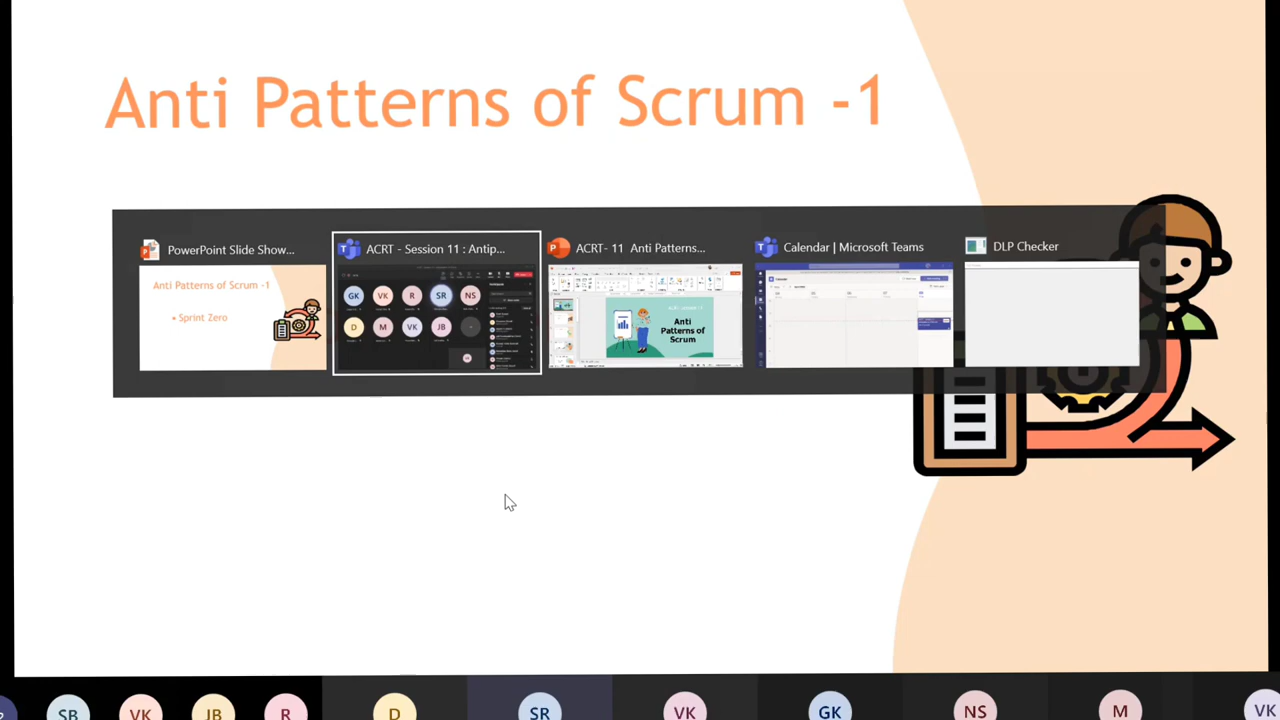 Anti Patterns of Scrum -1
PowerPoint Slide Show...
ACRT - Session 11 : Antip...
ACRT- 11 Anti Patterns...
Calendar | Microsoft Teams
DLP Checker
Anti Patterns of Scrum -1
• Sprint Zero
GK VK R SR NS
D M VK JB
Anti
Patterns of
Scrum
SB VK JB R D SR VK GK NS M VK